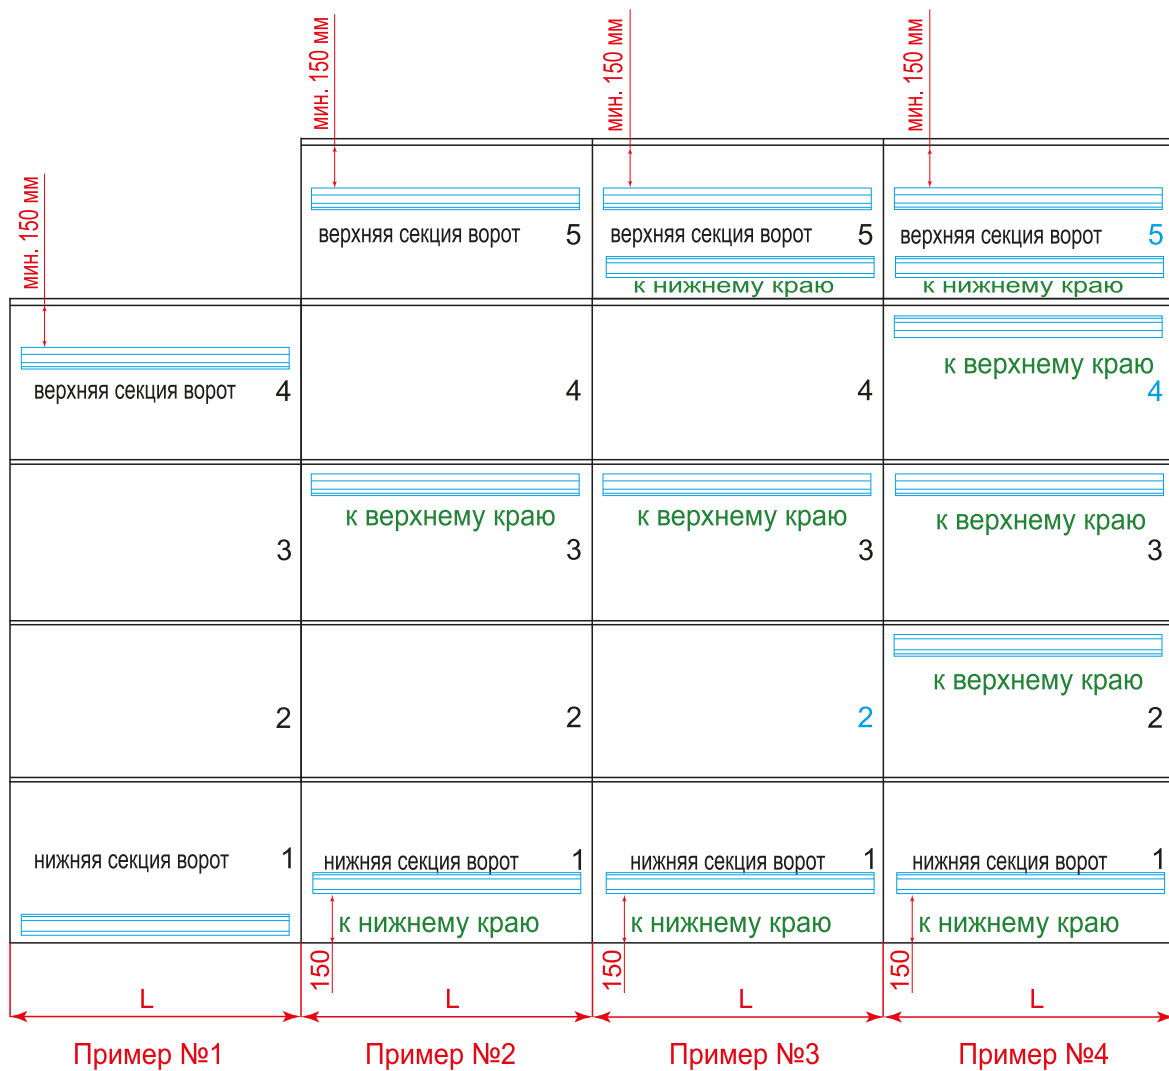 мин. 150 мм
мин. 150 мм
мин. 150 мм
мин. 150 мм
верхняя секция ворот 5
верхняя секция ворот 5
к нижнему краю
верхняя секция ворот 5
к нижнему краю
верхняя секция ворот 4
4
4
к верхнему краю
4
3
к верхнему краю
3
к верхнему краю
3
к верхнему краю
3
2
2
2
к верхнему краю
2
нижняя секция ворот 1
нижняя секция ворот 1
к нижнему краю
нижняя секция ворот 1
к нижнему краю
нижняя секция ворот 1
к нижнему краю
150
150
150
L
L
L
L
Пример №1
Пример №2
Пример №3
Пример №4